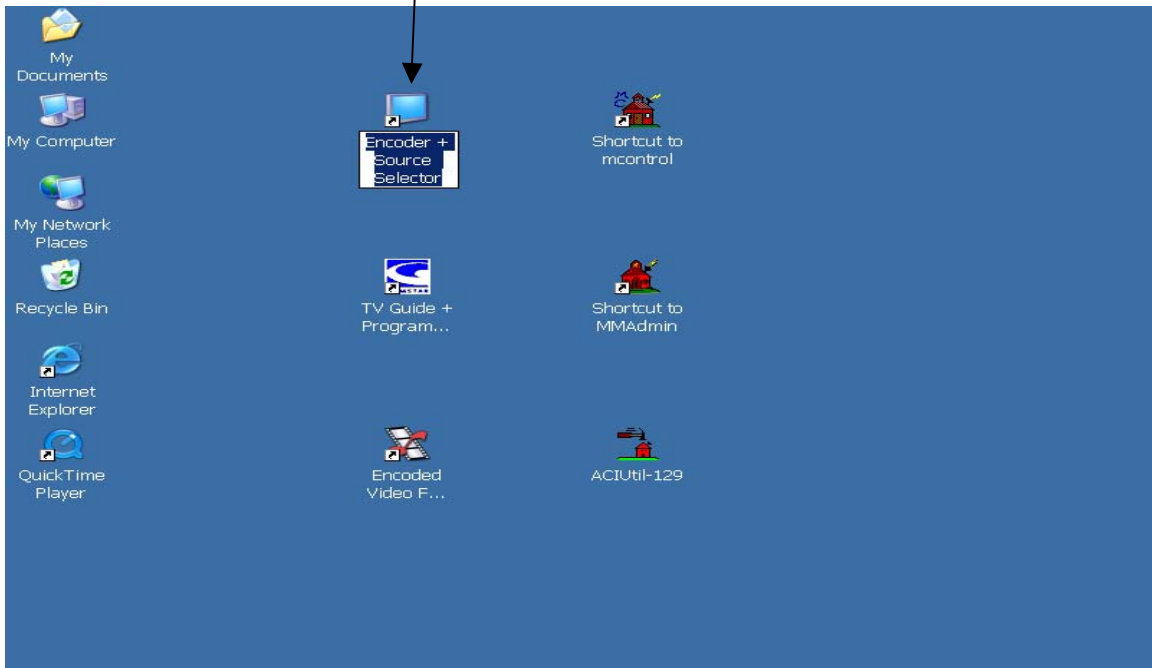 My
Documents
My Computer
My Network
Places
Recycle Bin
Internet
Explorer
QuickTime
Player
Encoder +
Source
Selector
TV Guide +
Program...
Encoded
Video F...
Shortcut to
mcontrol
Shortcut to
MMAdmin
ACIUtil-129